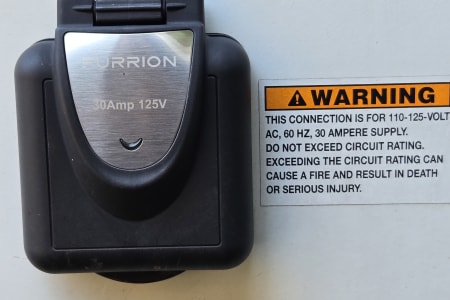 FURRION
30Amp 125V
WARNING
THIS CONNECTION IS FOR 110-125-VOLT
AC, 60 HZ, 30 AMPERE SUPPLY.
DO NOT EXCEED CIRCUIT RATING.
EXCEEDING THE CIRCUIT RATING CAN
CAUSE A FIRE AND RESULT IN DEATH
OR SERIOUS INJURY.